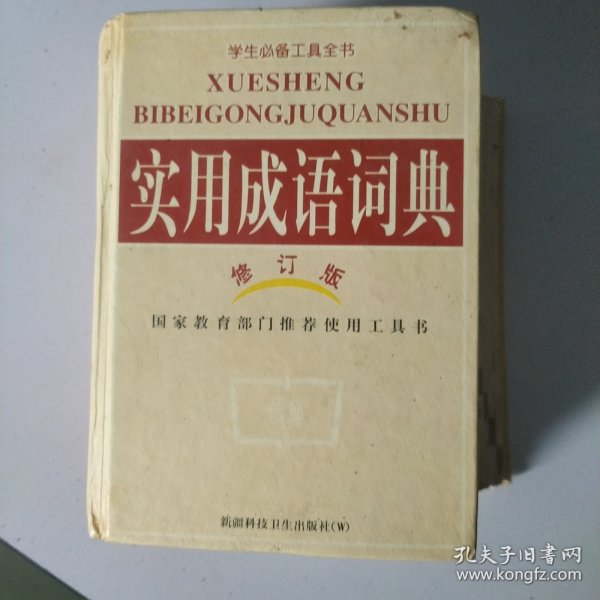 学生必备工具全书
XUESHENG
BIBEIGONGJUQUANSHU
实用成语词典
修订版
国家教育部门推荐使用工具书
词典
新疆科技卫生出版社(W)
孔夫子旧书网
www.kongfz.com